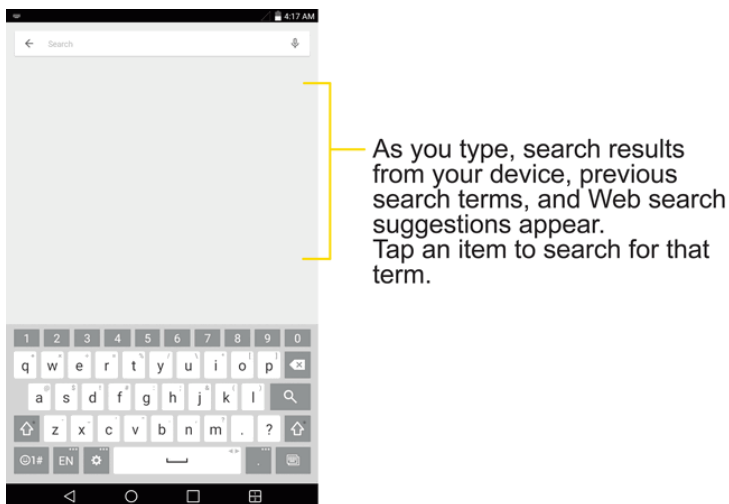 4:17 AM
Search
As you type, search results
from your device, previous
search terms, and Web search
suggestions appear.
Tap an item to search for that
term.
1 2 3 4 5 6 7 8 9 0
q w e r t y u i o p
a s d f g h j k l
z x c v b n m . ?
☺1# EN .